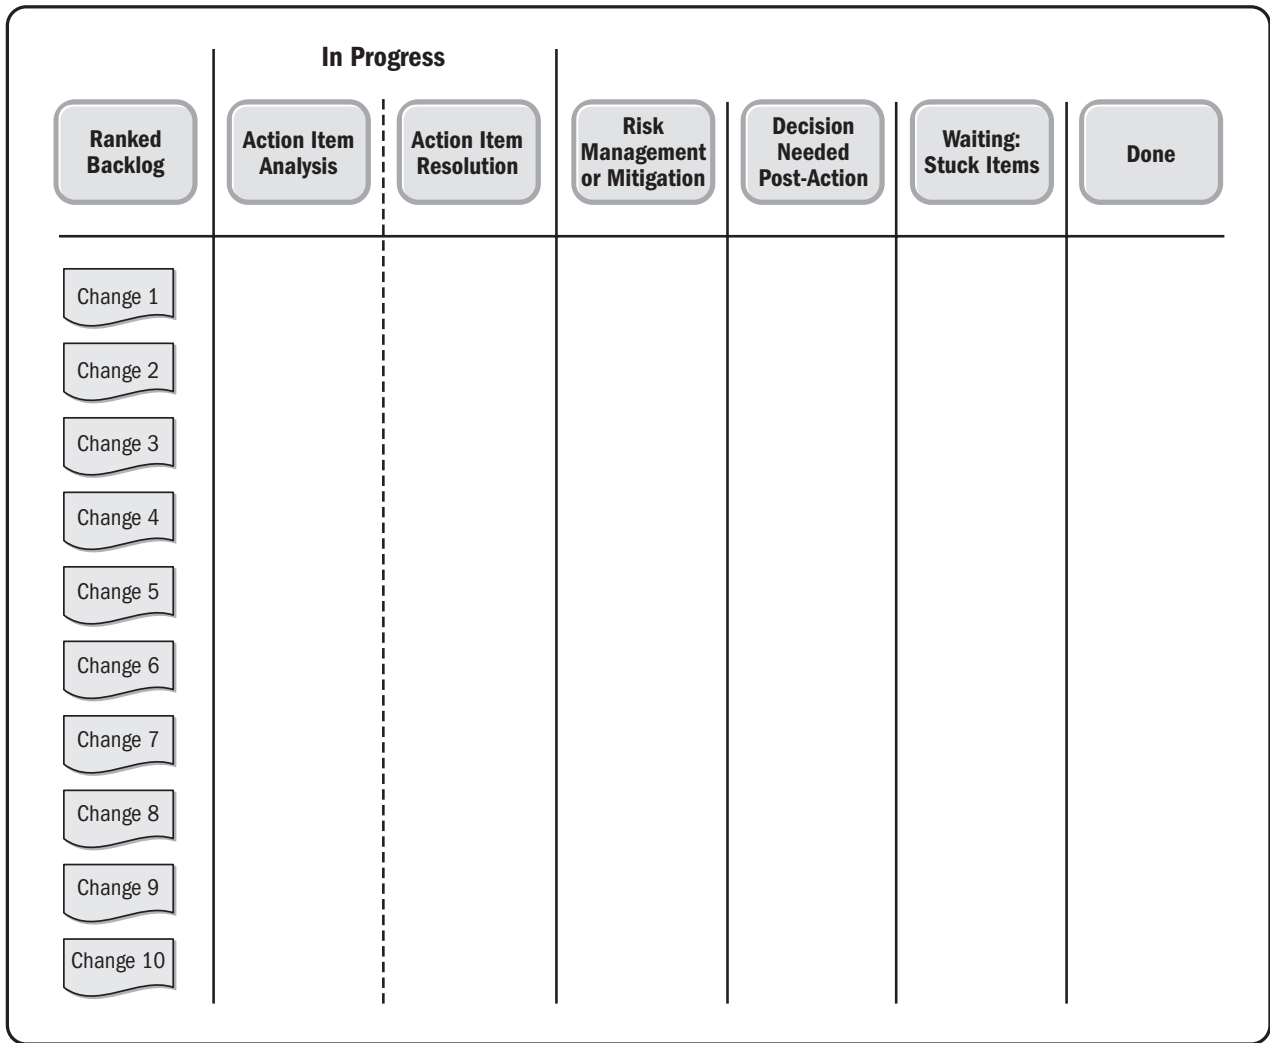 In Progress
Ranked
Backlog
Action Item
Analysis
Action Item
Resolution
Risk
Management
or Mitigation
Decision
Needed
Post-Action
Waiting:
Stuck Items
Done
Change 1
Change 2
Change 3
Change 4
Change 5
Change 6
Change 7
Change 8
Change 9
Change 10